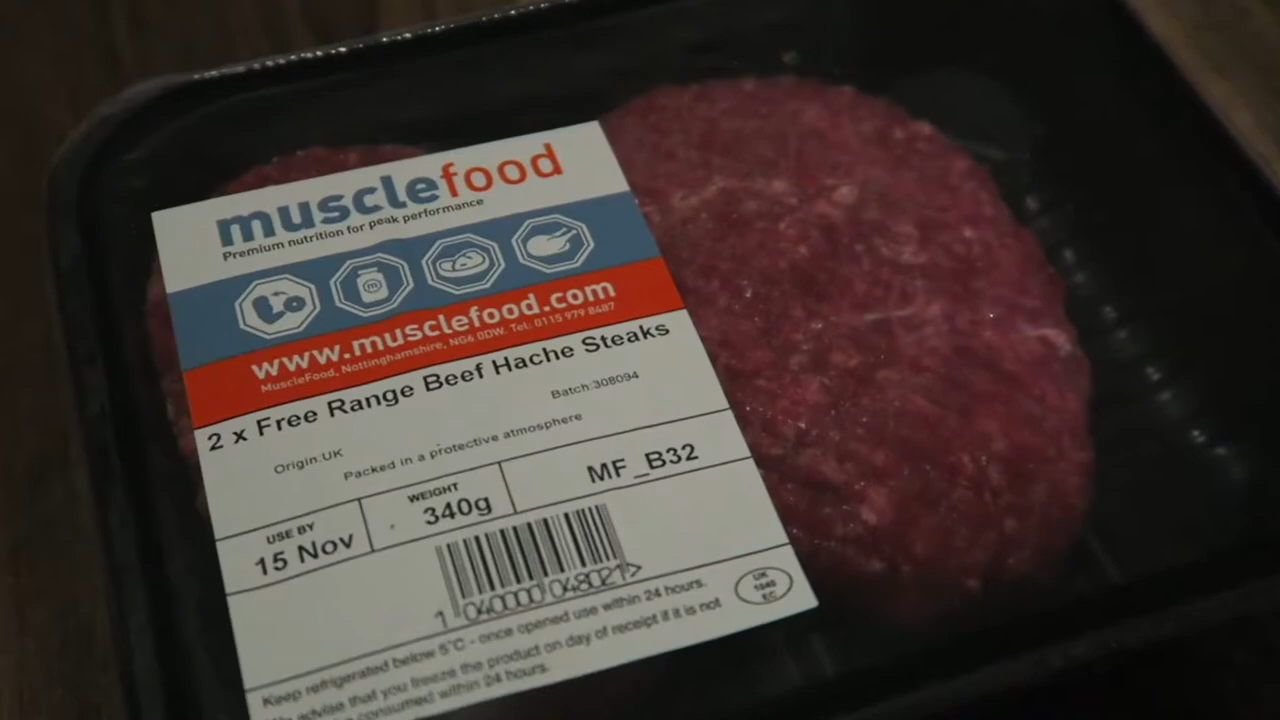 musclefood
Premium nutrition for peak performance
www.musclefood.com
MuscleFood, Nottinghamshire, NG6 0DW. Tel: 0115 979 8487
2 x Free Range Beef Hache Steaks
Batch:308094
Origin:UK
Packed in a protective atmosphere
USE BY
15 Nov
WEIGHT
340g
MF_B32
1 040000 048021>
Keep refrigerated below 5°C - once opened use within 24 hours.
We advise that you freeze the product on day of receipt if it is not
consumed within 24 hours.
UK
EC